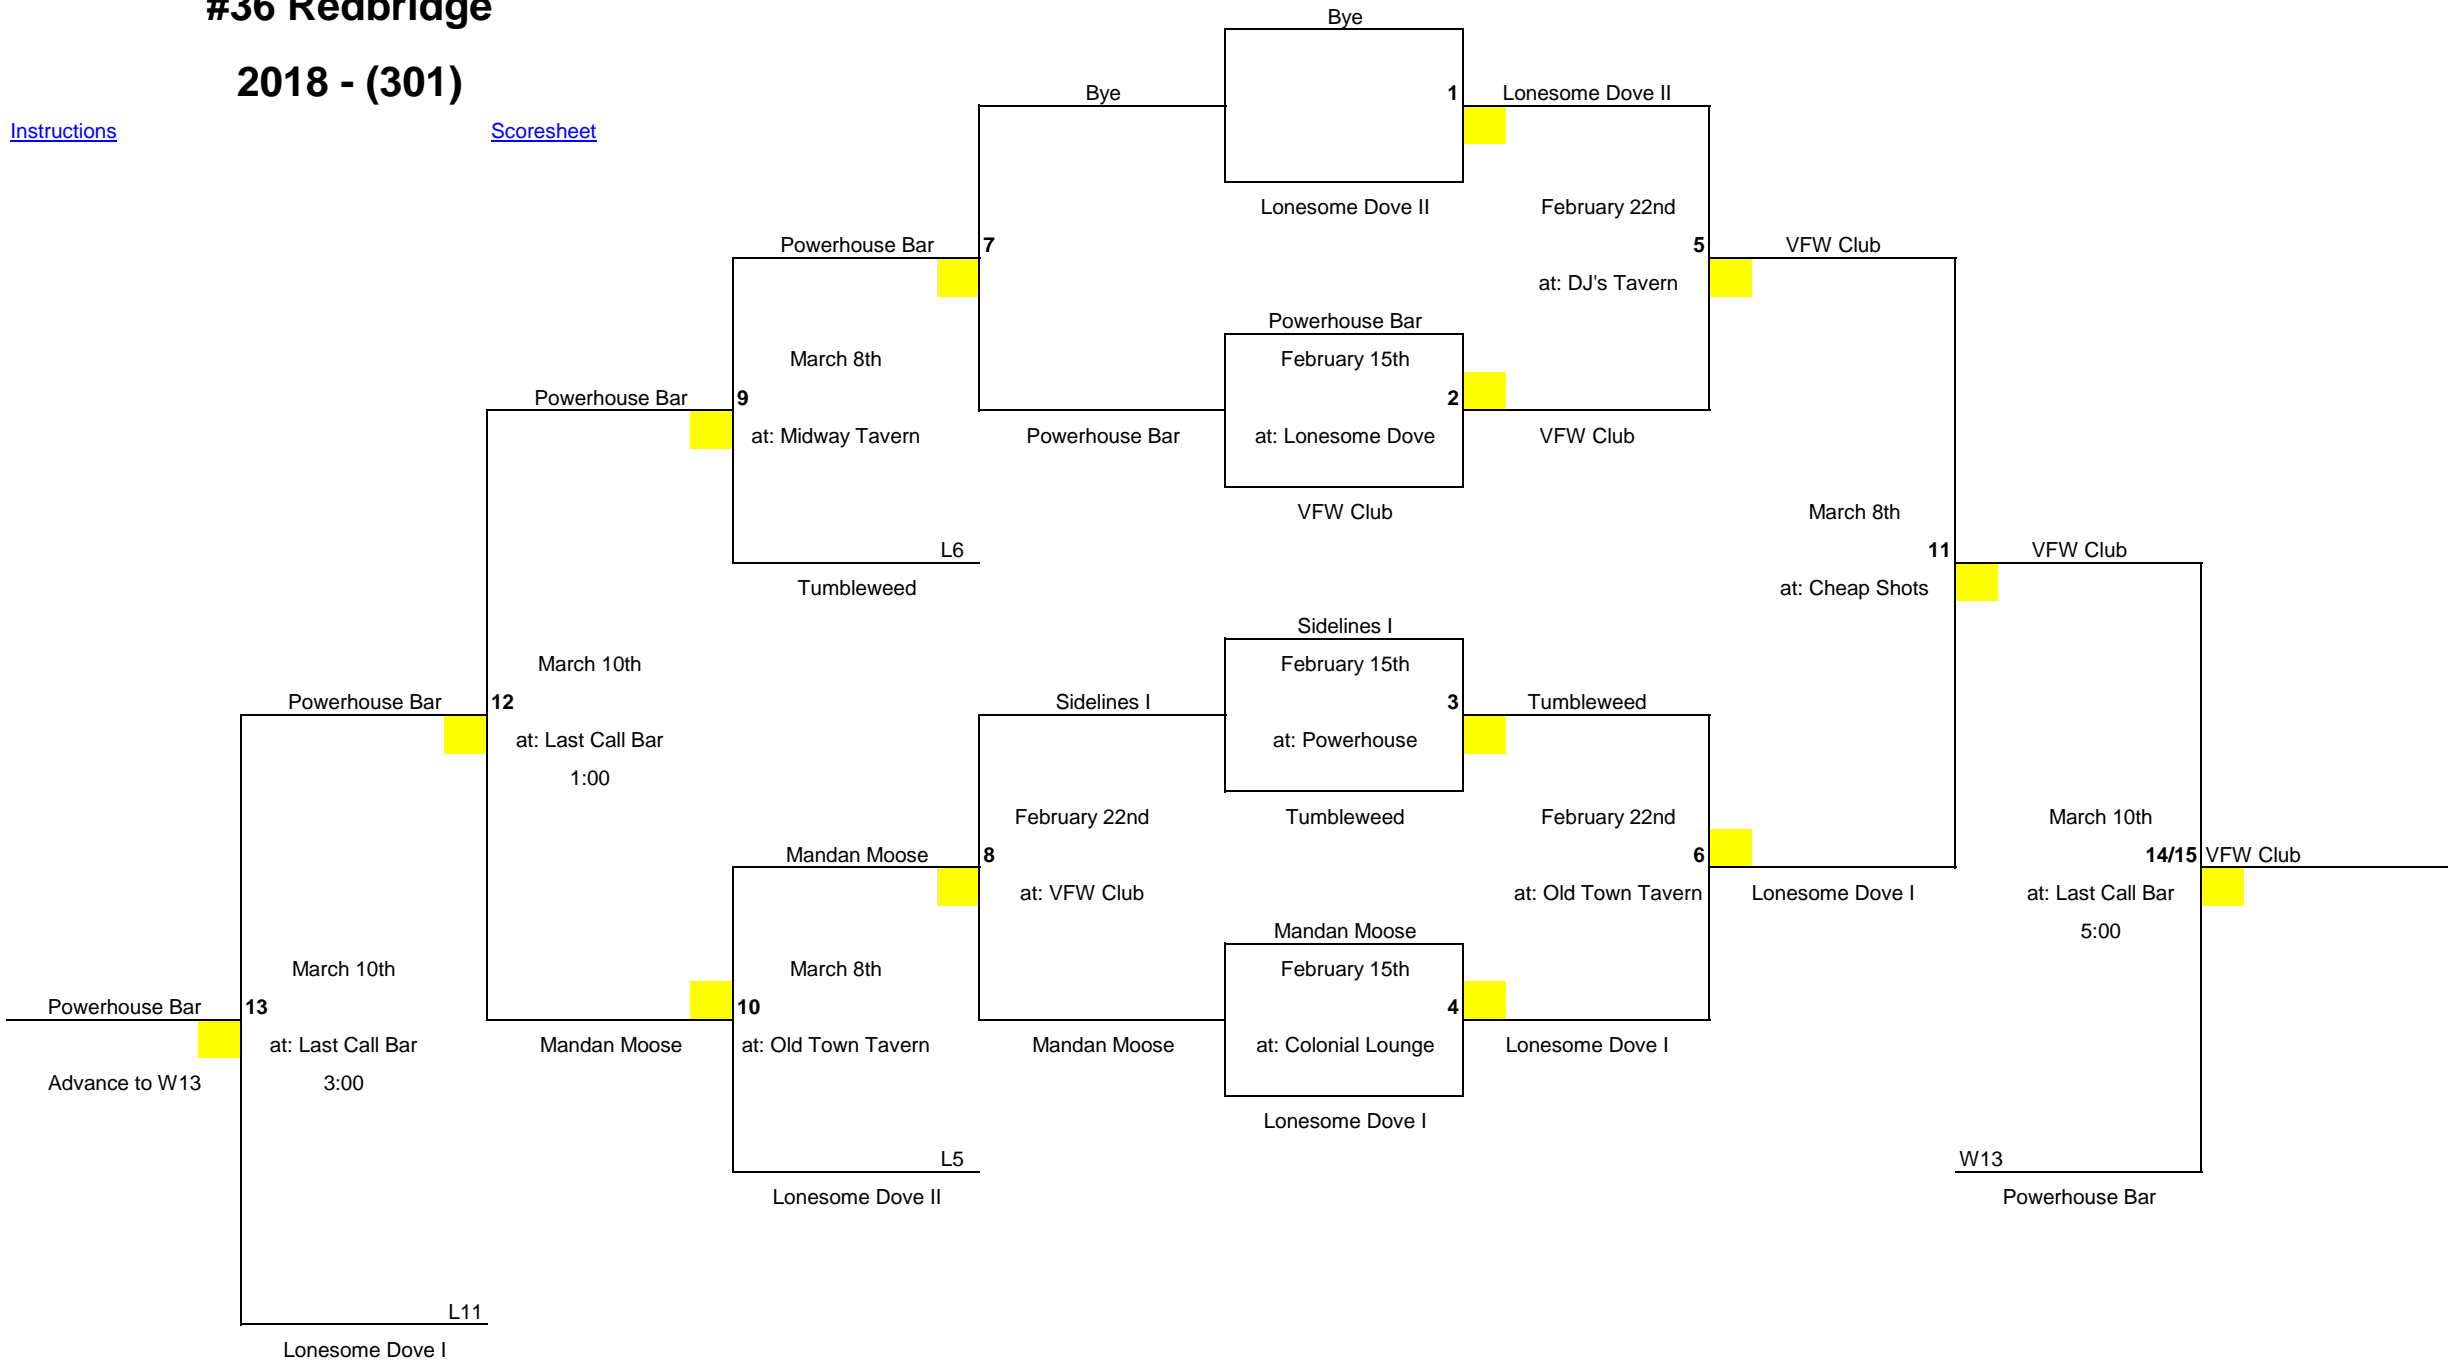 #36 Redbridge
2018 - (301)
Instructions
Scoresheet
Bye
Bye
1
Lonesome Dove II
Lonesome Dove II
February 22nd
Powerhouse Bar
7
5
VFW Club
at: DJ's Tavern
Powerhouse Bar
March 8th
February 15th
Powerhouse Bar
9
2
at: Midway Tavern
Powerhouse Bar
at: Lonesome Dove
VFW Club
VFW Club
March 8th
L6
11
VFW Club
Tumbleweed
at: Cheap Shots
Sidelines I
March 10th
February 15th
Powerhouse Bar
12
Sidelines I
3
Tumbleweed
at: Last Call Bar
at: Powerhouse
1:00
February 22nd
Tumbleweed
February 22nd
March 10th
Mandan Moose
8
6
14/15
VFW Club
at: VFW Club
at: Old Town Tavern
Lonesome Dove I
at: Last Call Bar
Mandan Moose
5:00
March 10th
March 8th
February 15th
Powerhouse Bar
13
10
4
at: Last Call Bar
Mandan Moose
at: Old Town Tavern
Mandan Moose
at: Colonial Lounge
Lonesome Dove I
Advance to W13
3:00
Lonesome Dove I
L5
W13
Lonesome Dove II
Powerhouse Bar
L11
Lonesome Dove I